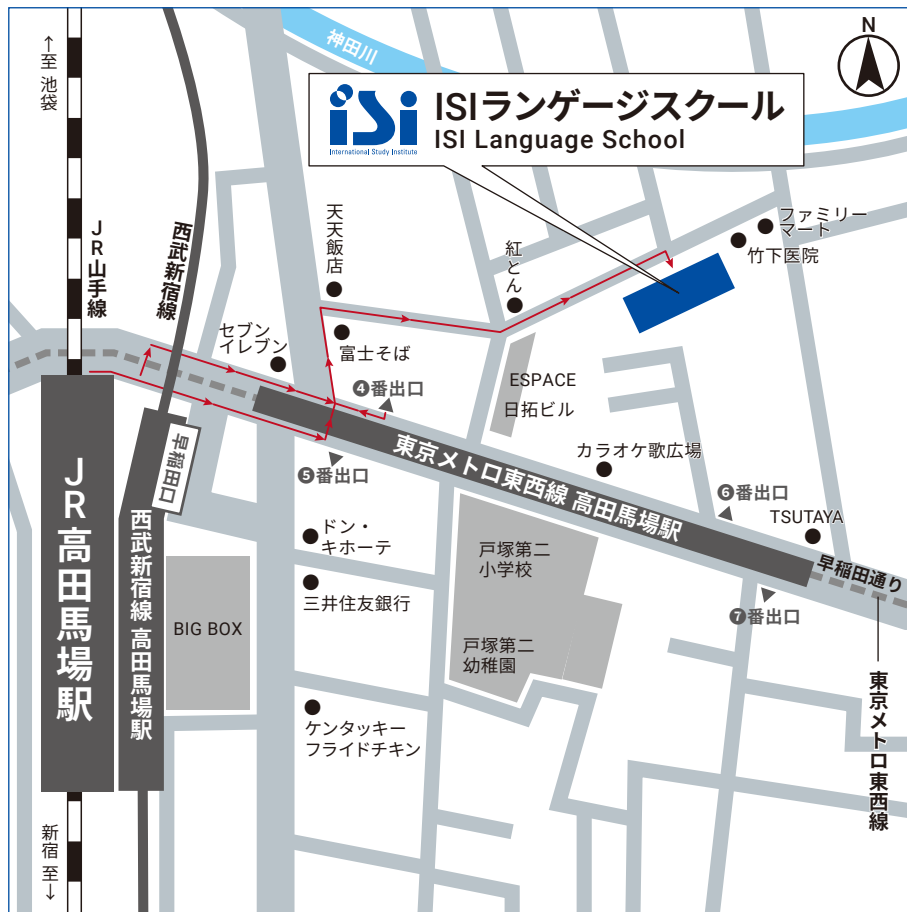 ↑至 池袋
JR山手線
西武新宿線
神田川
N
isi
International Study Institute
ISIランゲージスクール
ISI Language School
天天飯店
紅とん
ファミリー
マート
竹下医院
セブン
イレブン
富士そば
ESPACE
日拓ビル
❹番出口
❺番出口
東京メトロ東西線 高田馬場駅
カラオケ歌広場
❻番出口
TSUTAYA
早稲田通り
❼番出口
早稲田口
JR高田馬場駅
西武新宿線 高田馬場駅
BIG BOX
ドン・
キホーテ
三井住友銀行
戸塚第二
小学校
戸塚第二
幼稚園
ケンタッキー
フライドチキン
東京メトロ東西線
新宿 至→